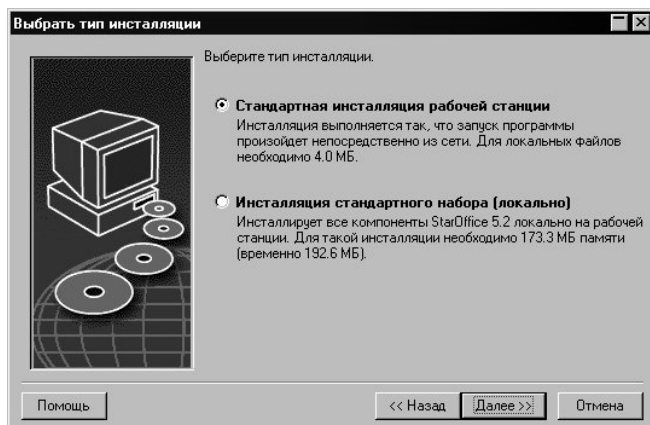 Выбрать тип инсталляции
Выберите тип инсталляции.
Стандартная инсталляция рабочей станции
Инсталляция выполняется так, что запуск программы
произойдет непосредственно из сети. Для локальных файлов
необходимо 4.0 МБ.
Инсталляция стандартного набора (локально)
Инсталлирует все компоненты StarOffice 5.2 локально на рабочей
станции. Для такой инсталляции необходимо 173.3 МБ памяти
(временно 192.6 МБ).
Помощь
<< Назад
Далее >>
Отмена